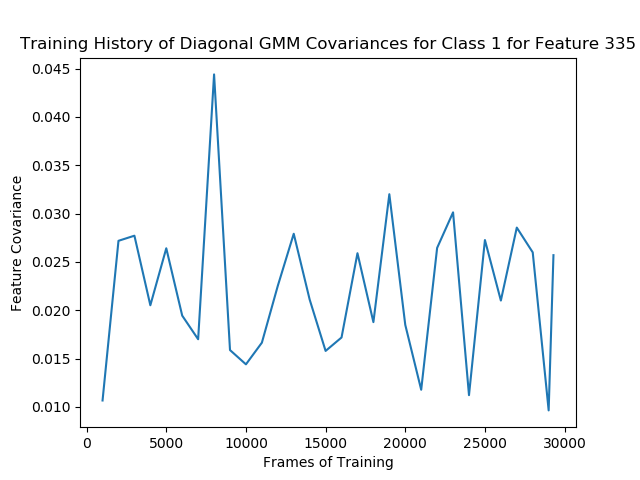 Training History of Diagonal GMM Covariances for Class 1 for Feature 335
0.045
0.040
0.035
0.030
0.025
0.020
0.015
0.010
Feature Covariance
0 5000 10000 15000 20000 25000 30000
Frames of Training